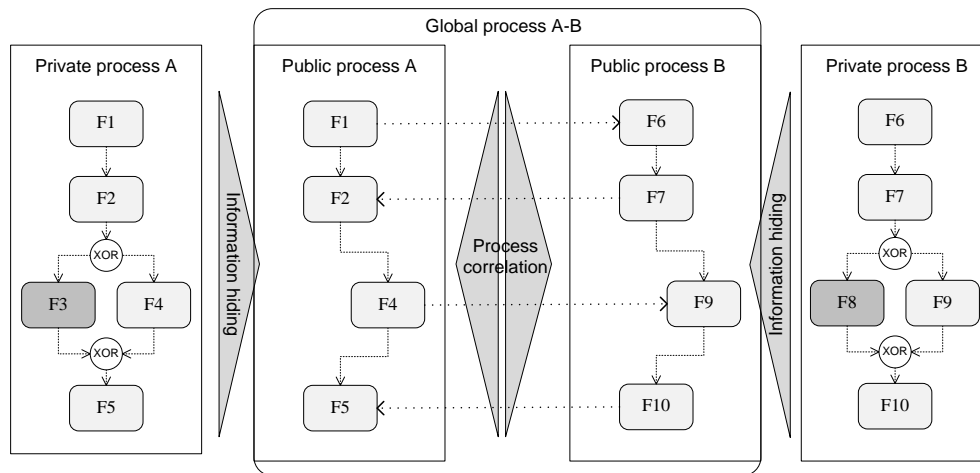 Global process A-B
Private process A
Public process A
Public process B
Private process B
F1
F2
XOR
F3
F4
XOR
F5
Information hiding
F1
F2
F4
F5
Process
correlation
F6
F7
F9
F10
Information hiding
F6
F7
XOR
F8
F9
XOR
F10